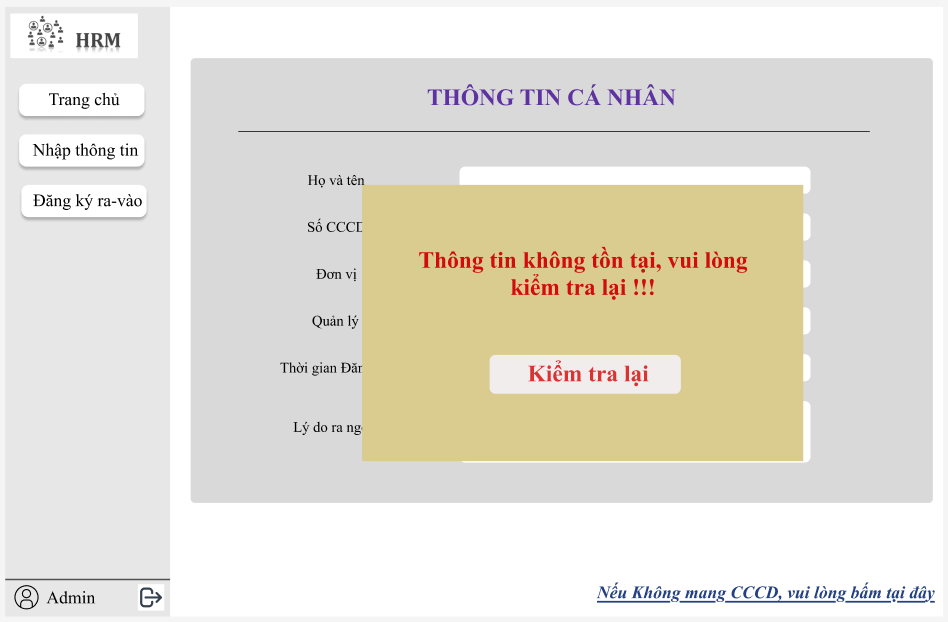 HRM
Trang chủ
Nhập thông tin
Đăng ký ra-vào
Admin
THÔNG TIN CÁ NHÂN
Họ và tên
Số CCCD
Đơn vị
Quản lý
Thời gian
Lý do ra
Thông tin không tồn tại, vui lòng
kiểm tra lại !!!
Kiểm tra lại
Nếu Không mang CCCD, vui lòng bấm tại đây